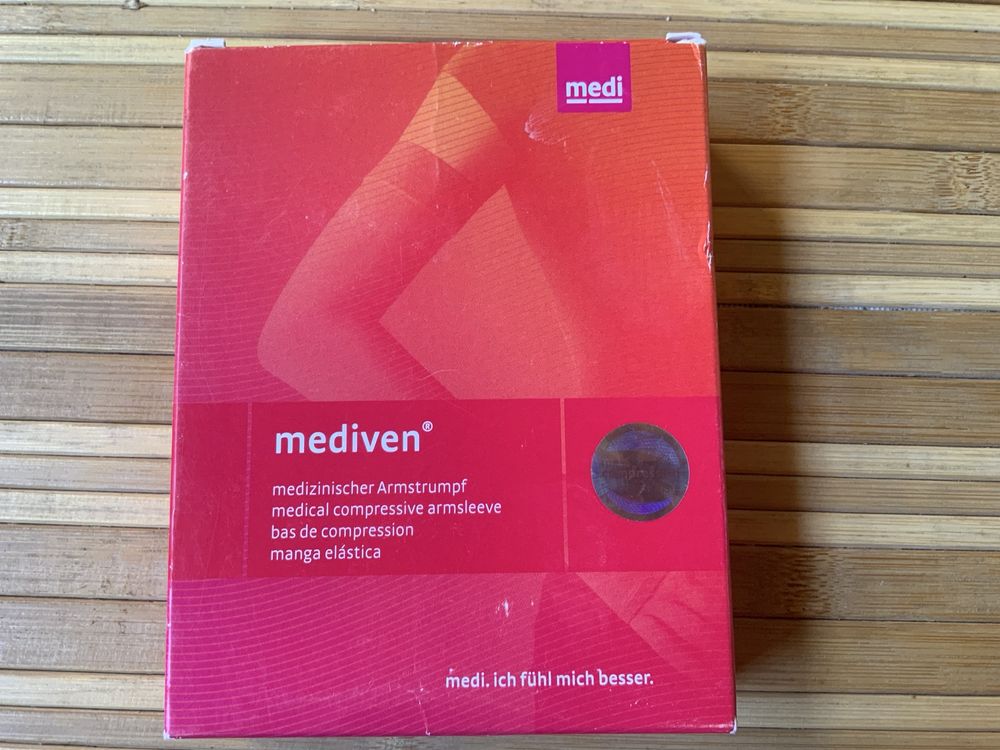 medi
mediven®
medizinischer Armstrumpf
medical compressive armsleeve
bas de compression
manga elástica
medi. ich fühl mich besser.